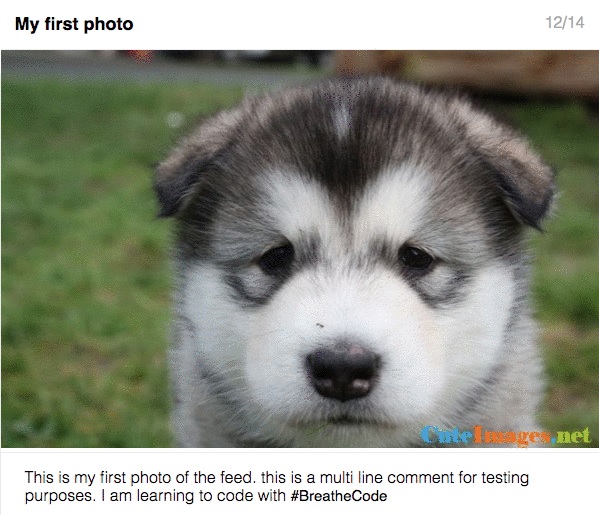 My first photo 12/14
CuteImages.net
This is my first photo of the feed. this is a multi line comment for testing
purposes. I am learning to code with #BreatheCode